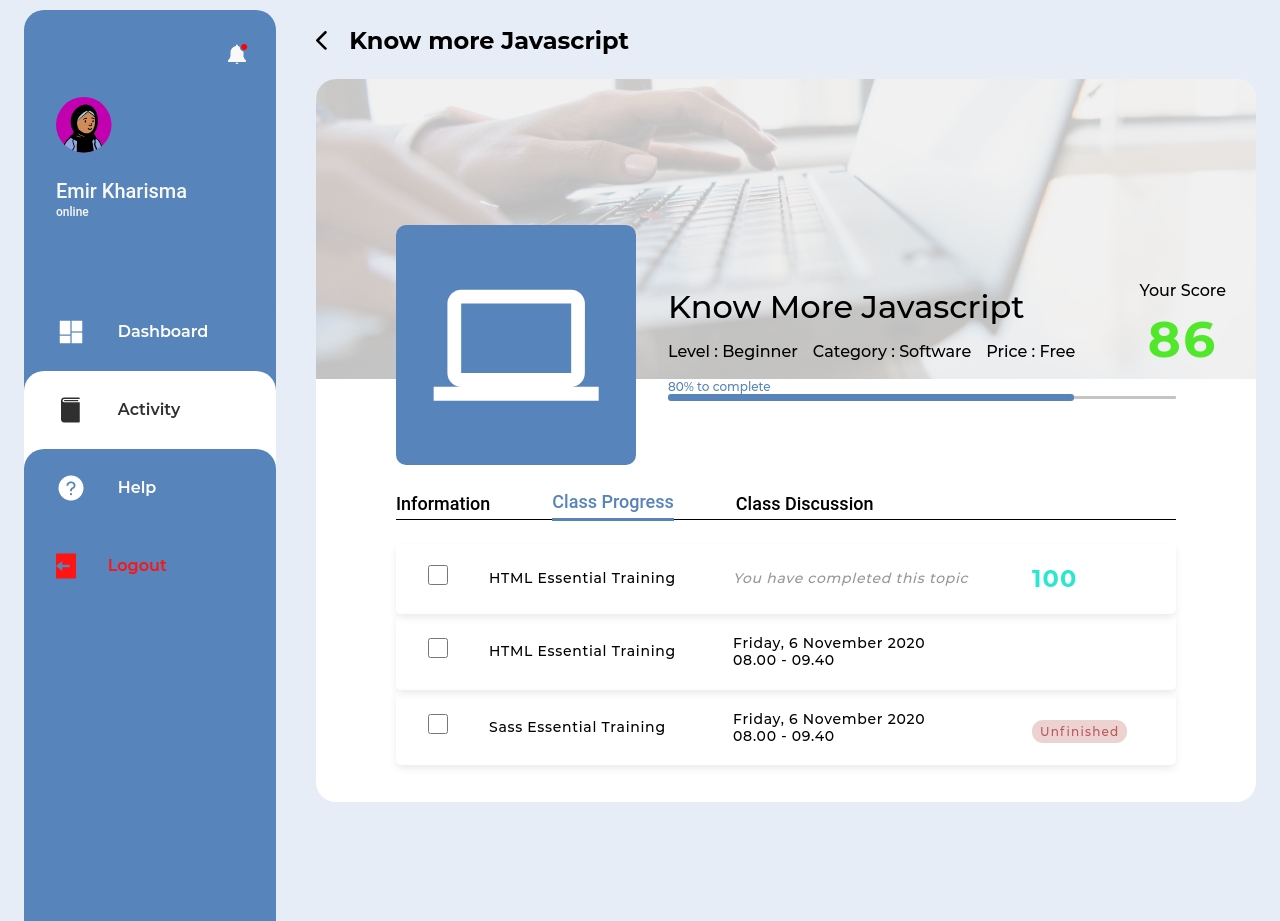 Emir Kharisma
online
Dashboard
Activity
? Help
Logout
Know more Javascript
Know More Javascript
Level : Beginner Category : Software Price : Free
Your Score
86
80% to complete
Information Class Progress Class Discussion
HTML Essential Training You have completed this topic 100
HTML Essential Training Friday, 6 November 2020
08.00 - 09.40
Sass Essential Training Friday, 6 November 2020
08.00 - 09.40
Unfinished